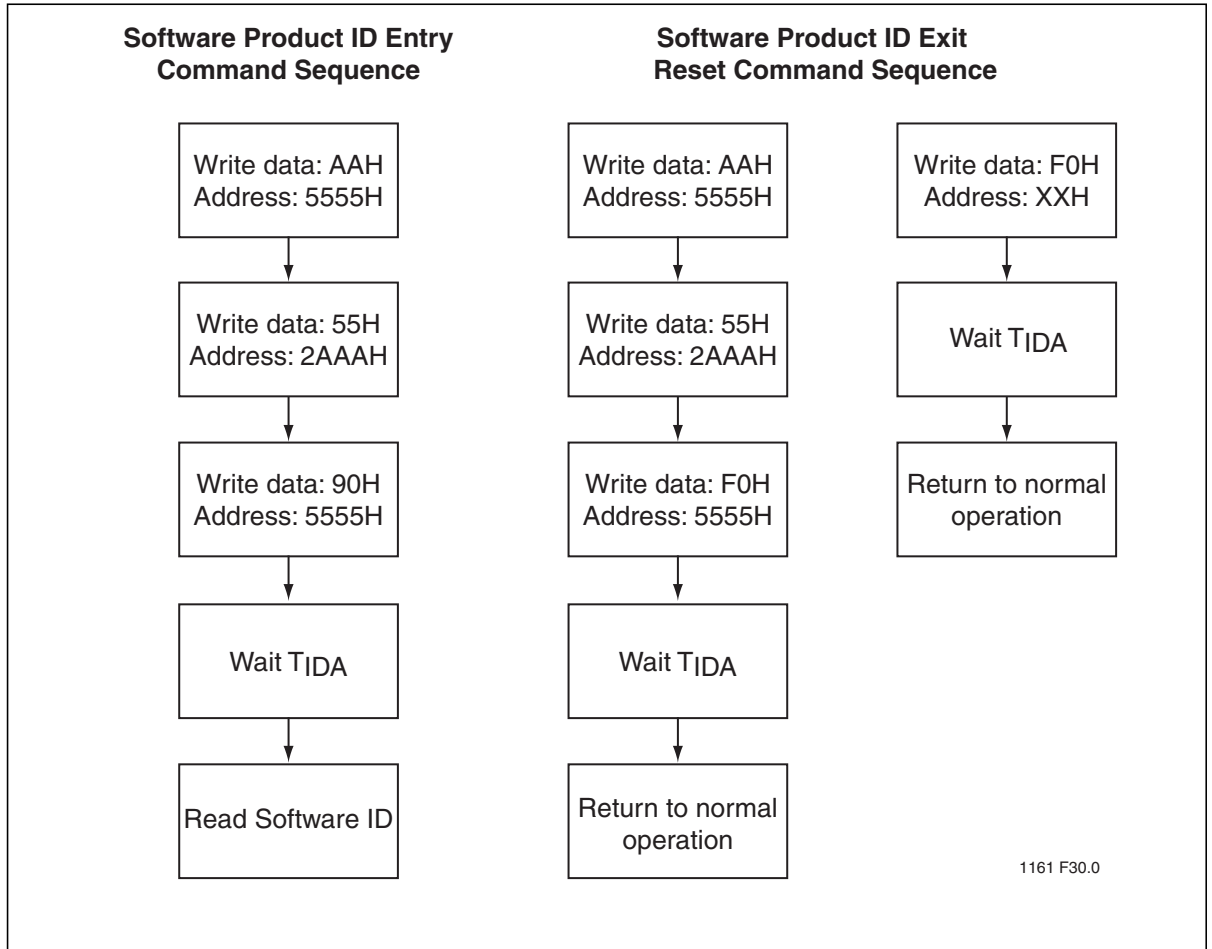 Software Product ID Entry
Command Sequence
Write data: AAH
Address: 5555H
Write data: 55H
Address: 2AAAH
Write data: 90H
Address: 5555H
Wait TIDA
Read Software ID
Software Product ID Exit
Reset Command Sequence
Write data: AAH
Address: 5555H
Write data: 55H
Address: 2AAAH
Write data: F0H
Address: 5555H
Wait TIDA
Return to normal
operation
Write data: F0H
Address: XXH
Wait TIDA
Return to normal
operation
1161 F30.0